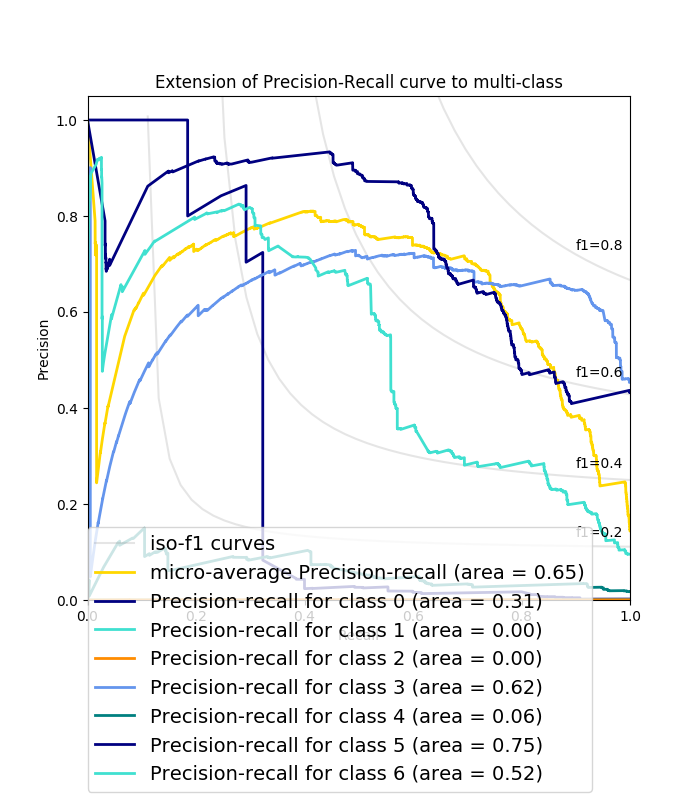 Extension of Precision-Recall curve to multi-class
1.0
0.8
0.6
0.4
0.2
0.0
Precision
f1=0.8
f1=0.6
f1=0.4
f1=0.2
0.0
0.2
0.4
0.6
0.8
1.0
Recall
iso-f1 curves
micro-average Precision-recall (area = 0.65)
Precision-recall for class 0 (area = 0.31)
Precision-recall for class 1 (area = 0.00)
Precision-recall for class 2 (area = 0.00)
Precision-recall for class 3 (area = 0.62)
Precision-recall for class 4 (area = 0.06)
Precision-recall for class 5 (area = 0.75)
Precision-recall for class 6 (area = 0.52)